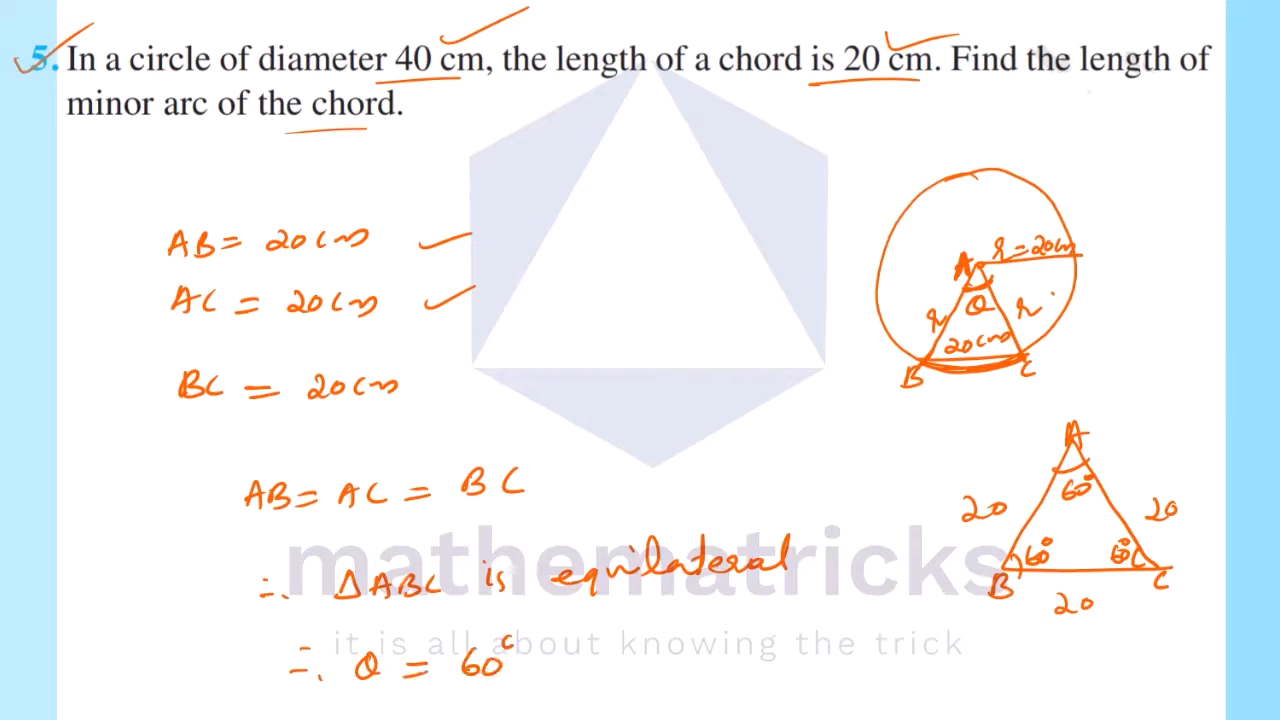 5. In a circle of diameter 40 cm, the length of a chord is 20 cm. Find the length of
minor arc of the chord.
AB = 20 cm
AC = 20 cm
BC = 20 cm
AB = AC = BC
∴ ΔABC is equilateral
∴ θ = 60°
A r = 20 cm
r θ r
20 cm
B C
A
60°
20 20
60° 60°
B C
20
mathematricks
it is all about knowing the trick